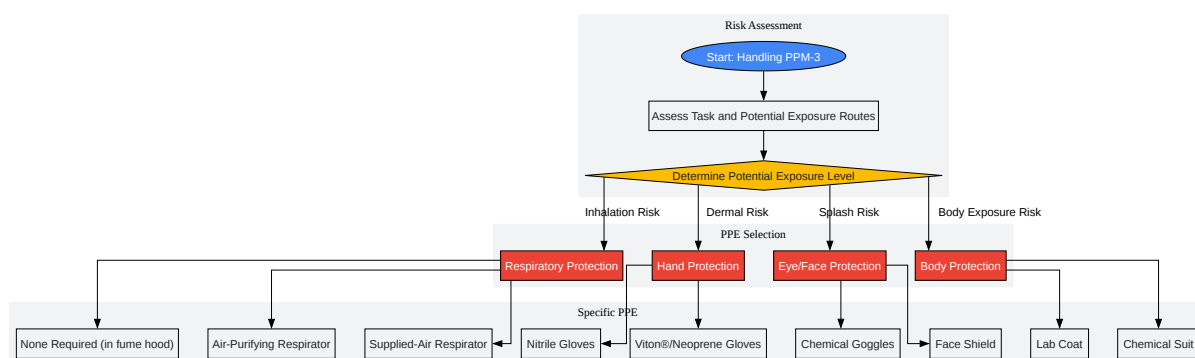 Risk Assessment
Start: Handling PPM-3
Assess Task and Potential Exposure Routes
Determine Potential Exposure Level
Inhalation Risk
Dermal Risk
Splash Risk
Body Exposure Risk
PPE Selection
Respiratory Protection
Hand Protection
Eye/Face Protection
Body Protection
Specific PPE
None Required (in fume hood)
Air-Purifying Respirator
Supplied-Air Respirator
Nitrile Gloves
Viton®/Neoprene Gloves
Chemical Goggles
Face Shield
Lab Coat
Chemical Suit